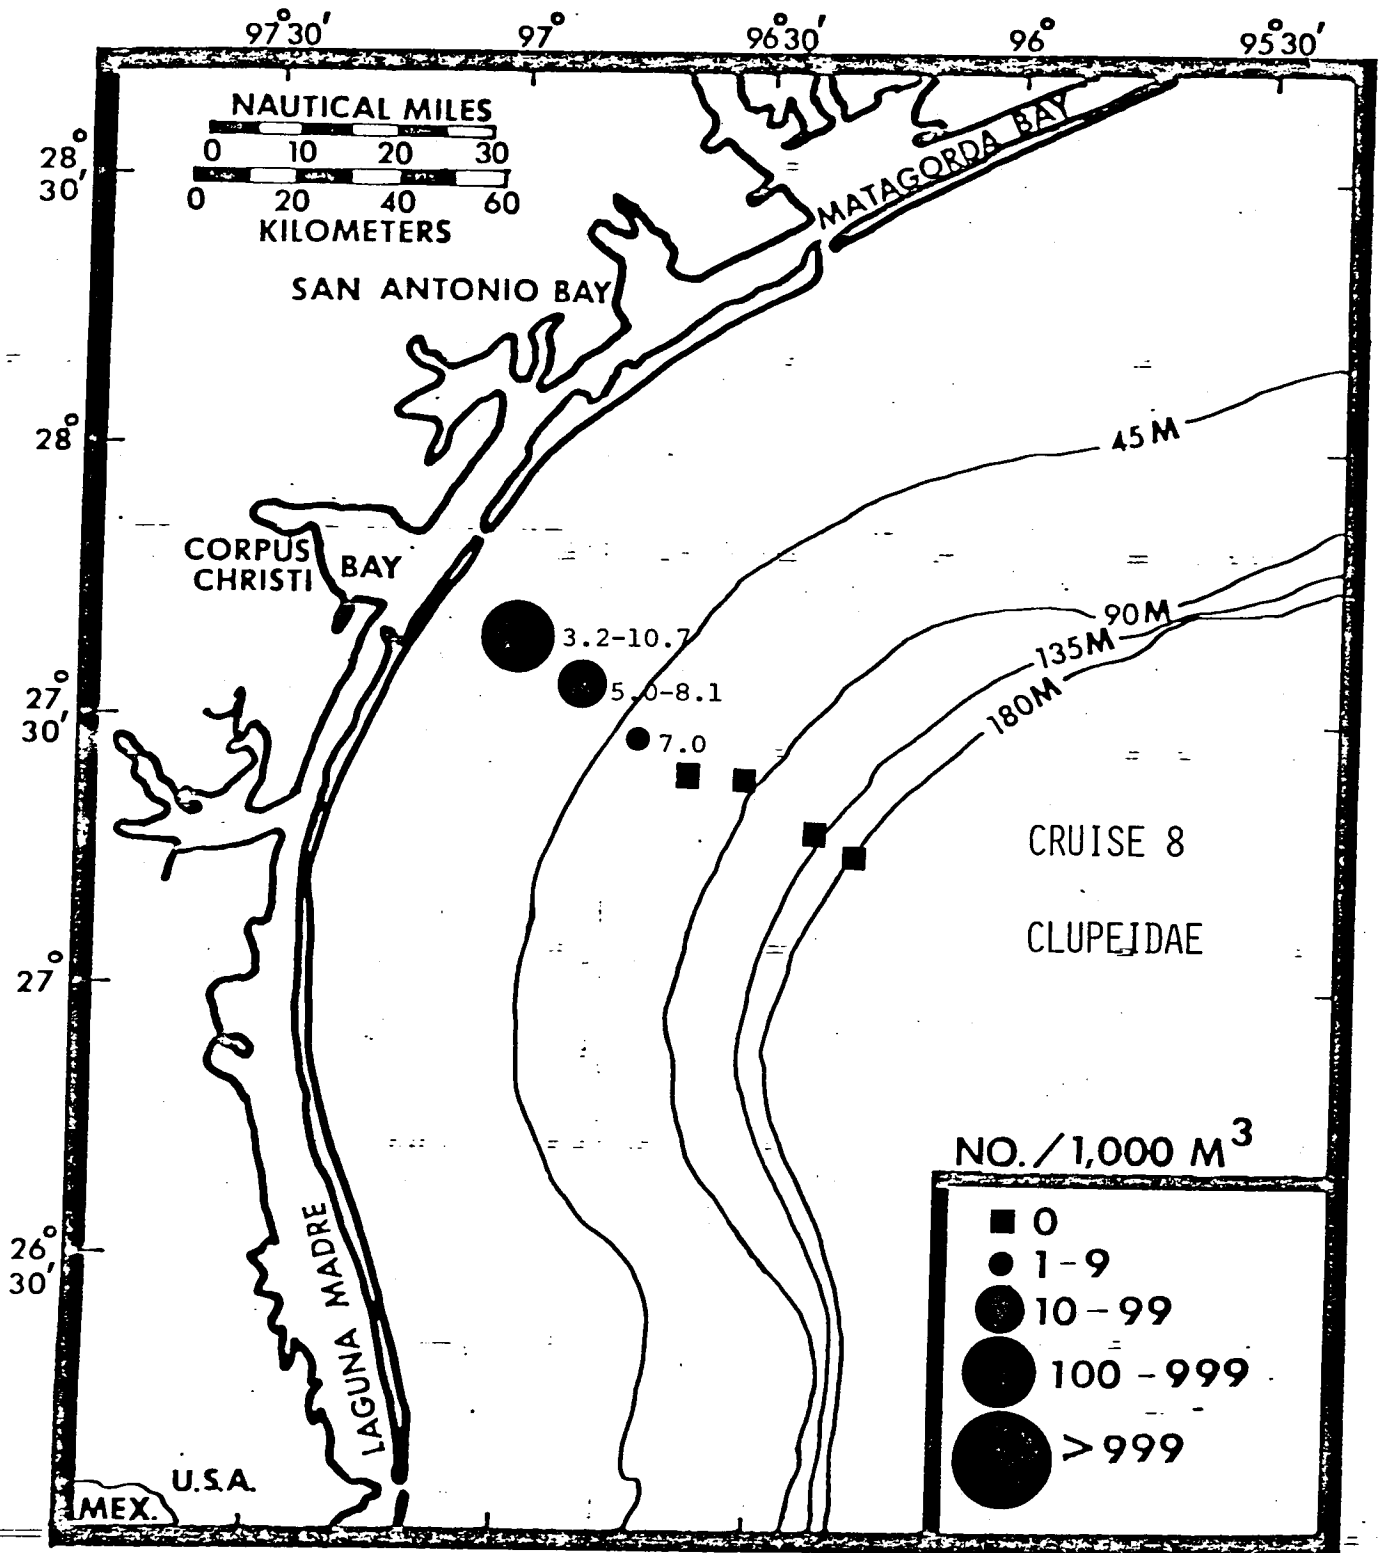 97°30′ 97° 96°30′ 96° 95°30′
NAUTICAL MILES
0 10 20 30
0 20 40 60
KILOMETERS
28°
30′
MATAGORDA BAY
SAN ANTONIO BAY
28°
45M
CORPUS
CHRISTI BAY
90M
3.2-10.7
135M
5.0-8.1
27°
30′
180M
7.0
CRUISE 8
CLUPEIDAE
27°
NO./1,000 M³
0
26°
30′
1-9
LAGUNA MADRE
10-99
100-999
>999
U.S.A.
MEX.